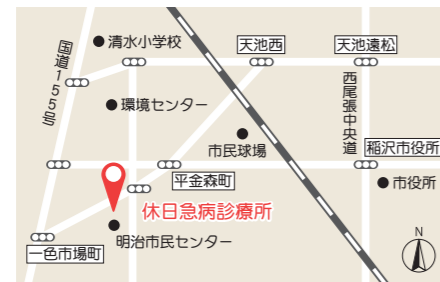 清水小学校
天池西
天池遠松
国道155号
環境センター
西尾張中央道
市民球場
稲沢市役所
平金森町
市役所
休日急病診療所
明治市民センター
一色市場町
N